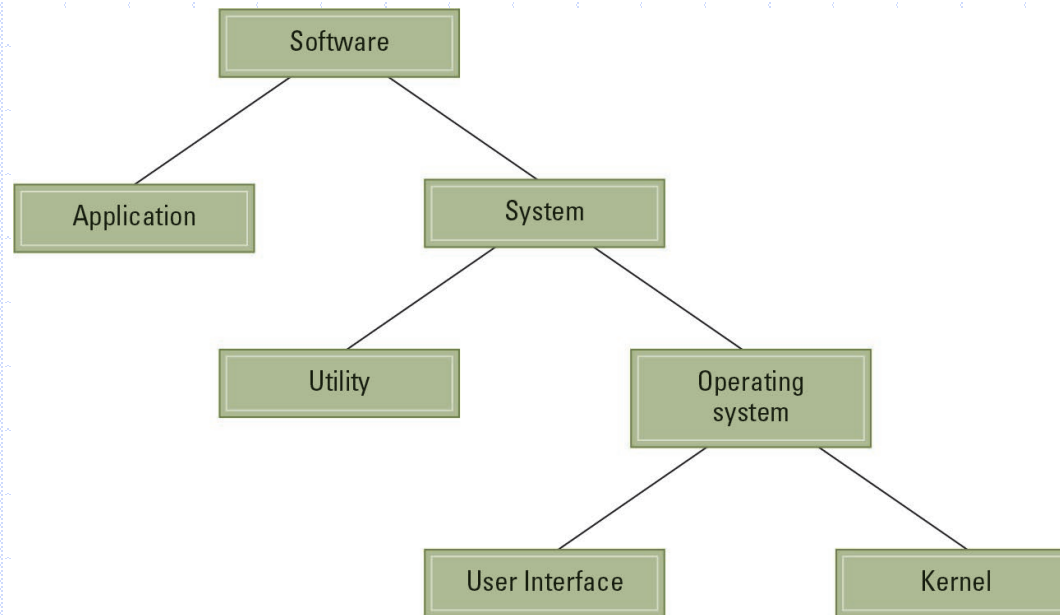 Software
Application
System
Utility
Operating
system
User Interface
Kernel